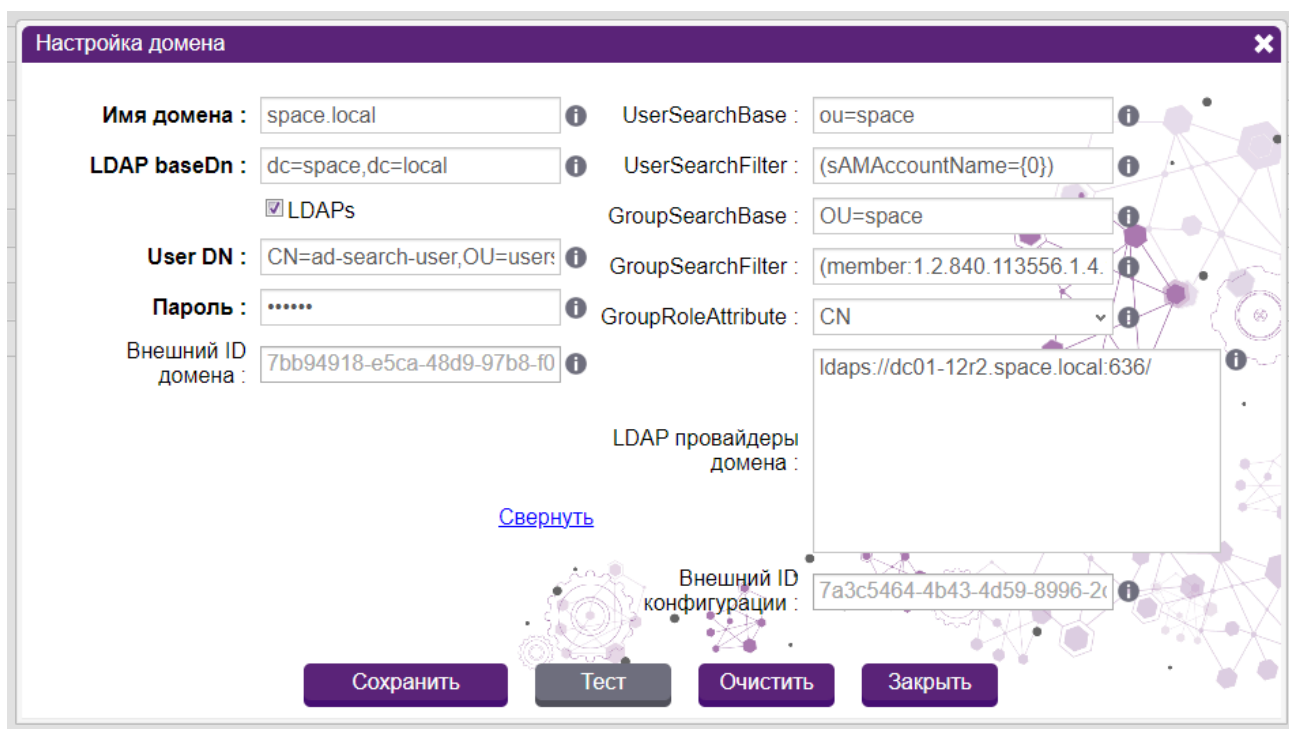 Настройка домена
Имя домена : space.local
LDAP baseDn : dc=space,dc=local
LDAPs
User DN : CN=ad-search-user,OU=users
Пароль : ••••••
Внешний ID
домена : 7bb94918-e5ca-48d9-97b8-f0
UserSearchBase : ou=space
UserSearchFilter : (sAMAccountName={0})
GroupSearchBase : OU=space
GroupSearchFilter : (member:1.2.840.113556.1.4.
GroupRoleAttribute : CN
LDAP провайдеры
домена : ldaps://dc01-12r2.space.local:636/
Свернуть
Внешний ID
конфигурации : 7a3c5464-4b43-4d59-8996-2
Сохранить Тест Очистить Закрыть